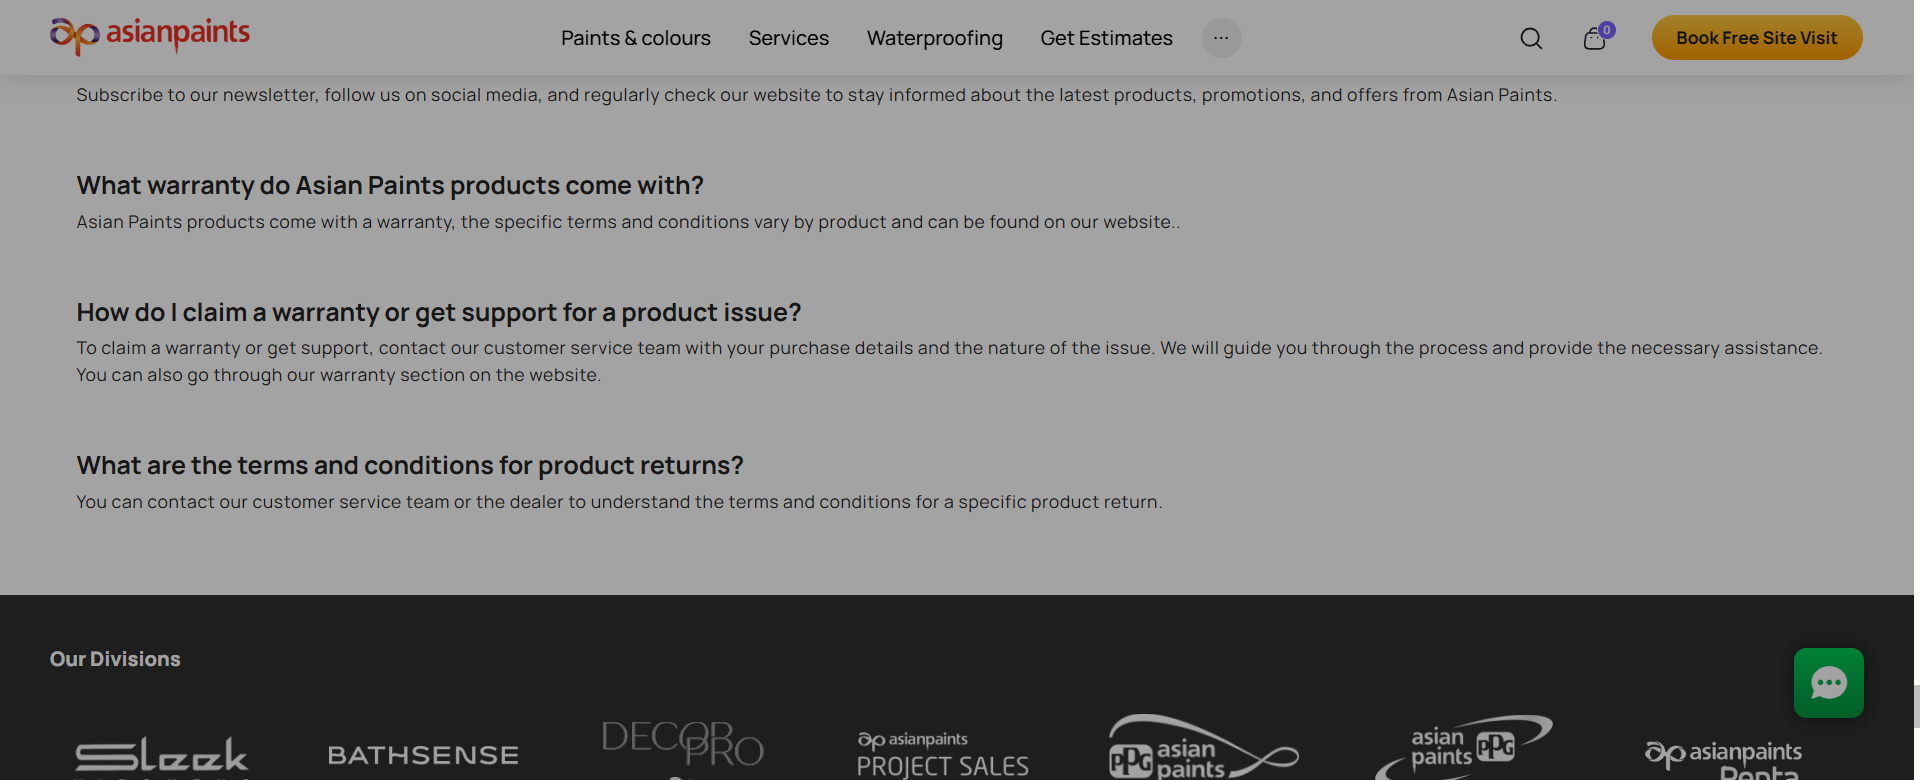 asianpaints
Paints & colours
Services
Waterproofing
Get Estimates
...
0
Book Free Site Visit
Subscribe to our newsletter, follow us on social media, and regularly check our website to stay informed about the latest products, promotions, and offers from Asian Paints.
What warranty do Asian Paints products come with?
Asian Paints products come with a warranty, the specific terms and conditions vary by product and can be found on our website..
How do I claim a warranty or get support for a product issue?
To claim a warranty or get support, contact our customer service team with your purchase details and the nature of the issue. We will guide you through the process and provide the necessary assistance.
You can also go through our warranty section on the website.
What are the terms and conditions for product returns?
You can contact our customer service team or the dealer to understand the terms and conditions for a specific product return.
Our Divisions
Sleek
BATHSENSE
DECOR
PRO
asianpaints
PROJECT SALES
PPG asian
paints
asian
paints PPG
asianpaints